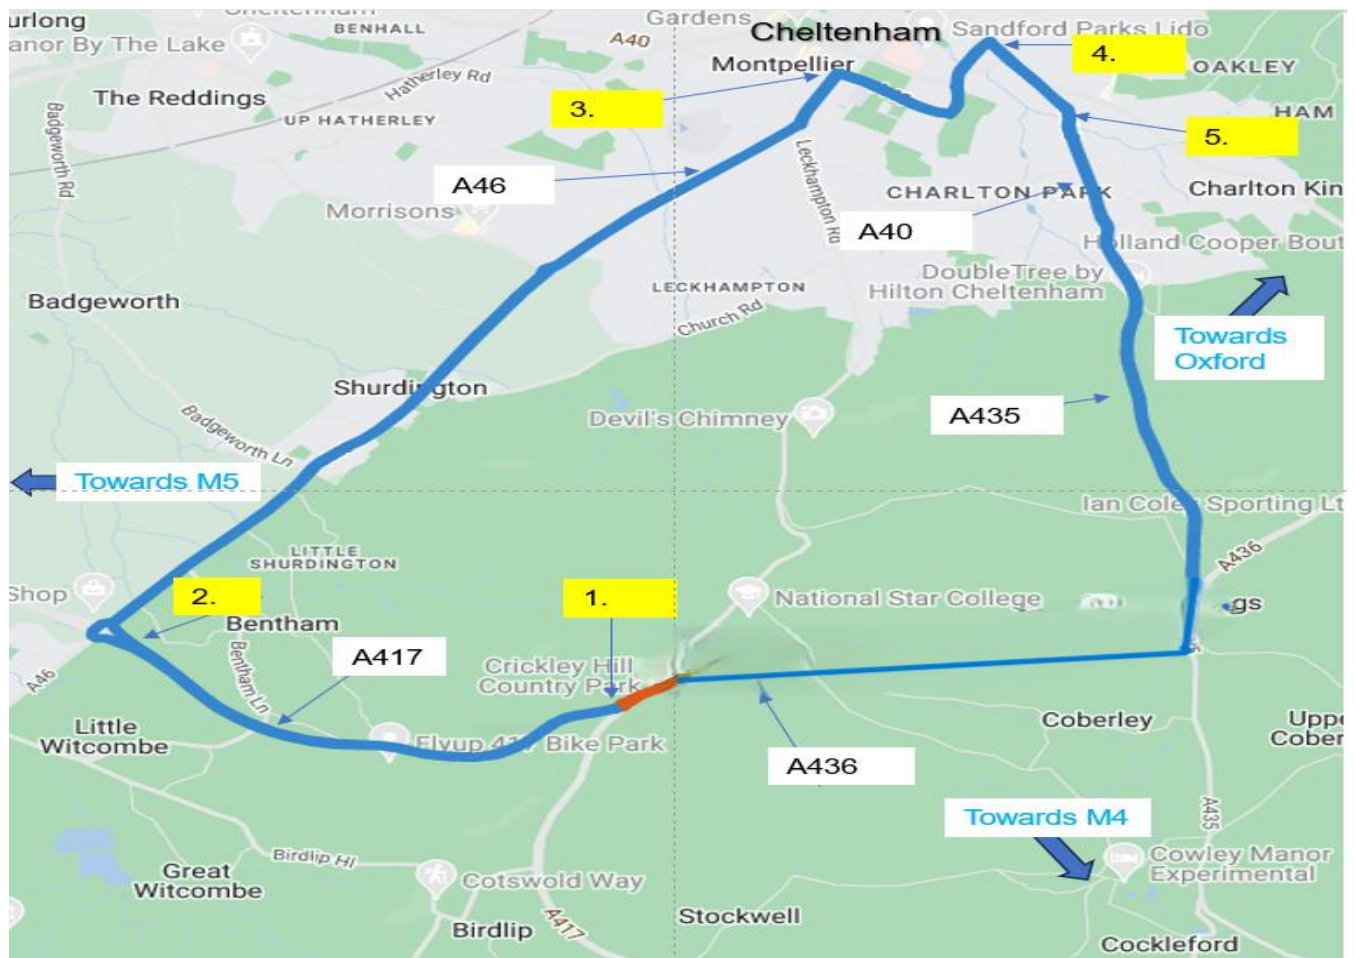 urlong
Cheltenham
anor By The Lake
BENHALL
A40
Gardens
Cheltenham
Sandford Parks Lido
4.
Montpellier
OAKLEY
Hatherley Rd
The Reddings
3.
HAM
UP HATHERLEY
5.
Badgeworth Rd
Leckhampton Rd
A46
CHARLTON PARK
Charlton Kin
Morrisons
A40
Holland Cooper Bout
DoubleTree by
Hilton Cheltenham
LECKHAMPTON
Badgeworth
Church Rd
Towards
Oxford
Shurdington
Devil's Chimney
A435
Badgeworth Ln
Towards M5
Ian Coley Sporting Lt
LITTLE
SHURDINGTON
A436
Shop
2.
1.
National Star College
gs
Bentham
A417
Bentham Ln
Crickley Hill
Country Park
A46
A436
Little
Witcombe
Flyup 417 Bike Park
Coberley
Uppe
Cober
Towards M4
A435
Birdlip Hl
Great
Witcombe
Cotswold Way
Cowley Manor
Experimental
A417
Birdlip
Stockwell
Cockleford